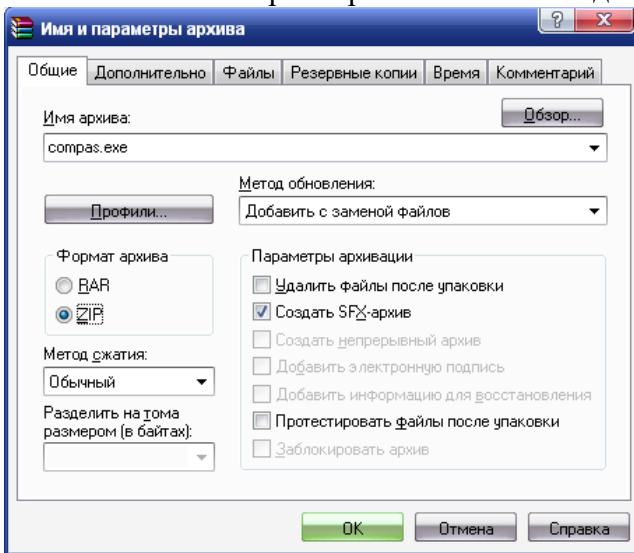 Имя и параметры архива
Общие Дополнительно Файлы Резервные копии Время Комментарий
Имя архива:
Обзор...
compas.exe
Метод обновления:
Профили...
Добавить с заменой файлов
Формат архива
Параметры архивации
RAR
Удалить файлы после упаковки
ZIP
Создать SFX-архив
Создать непрерывный архив
Метод сжатия:
Добавить электронную подпись
Обычный
Добавить информацию для восстановления
Разделить на тома
размером (в байтах):
Протестировать файлы после упаковки
Заблокировать архив
OK Отмена Справка